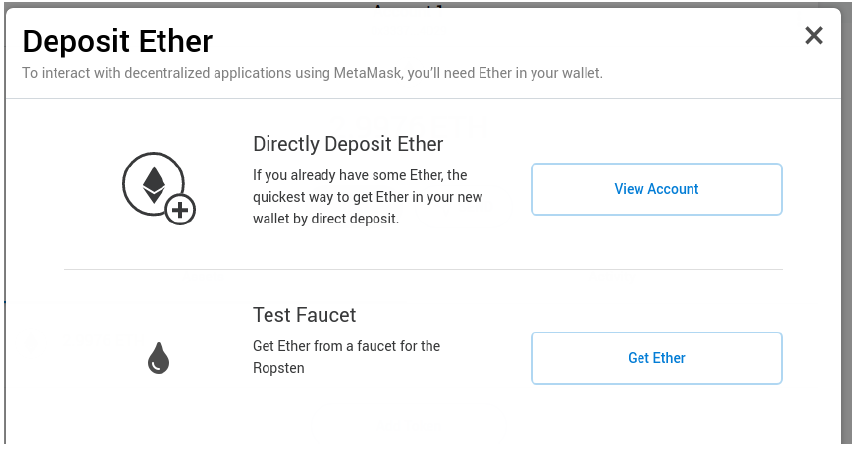 Deposit Ether
To interact with decentralized applications using MetaMask, you'll need Ether in your wallet.
Directly Deposit Ether
If you already have some Ether, the
quickest way to get Ether in your new
wallet by direct deposit.
View Account
Test Faucet
Get Ether from a faucet for the
Ropsten
Get Ether